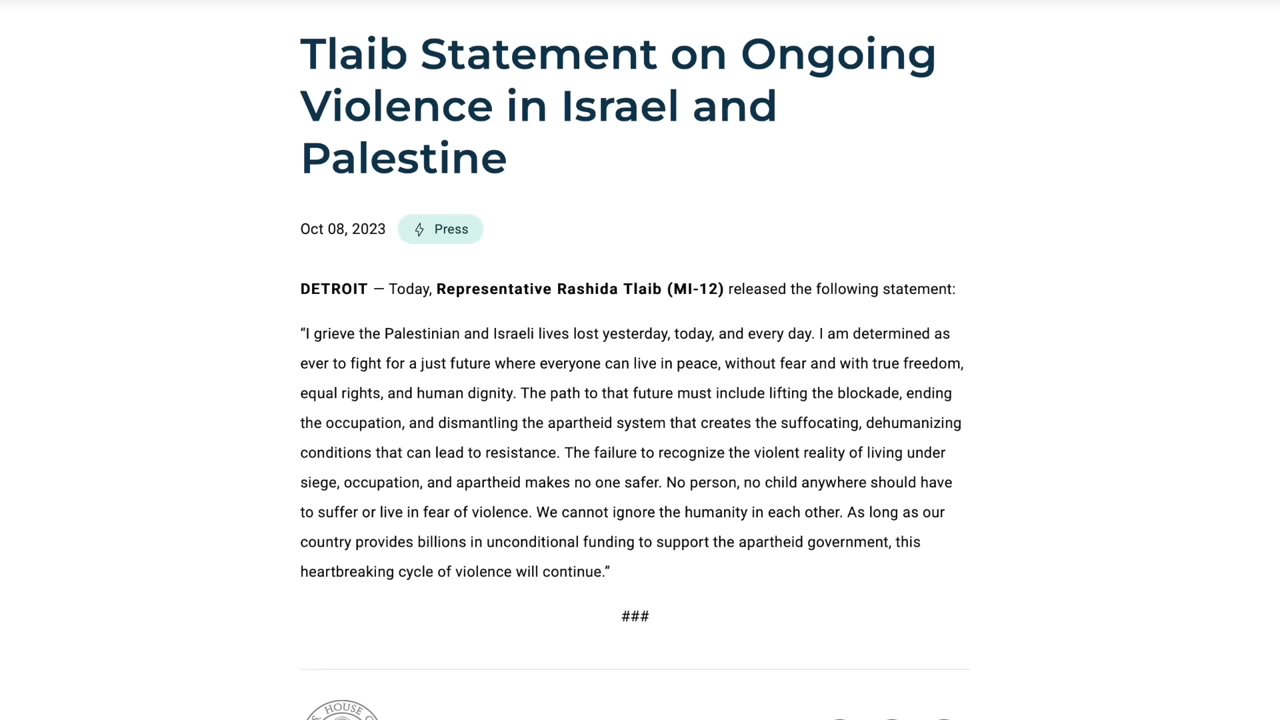 Tlaib Statement on Ongoing
Violence in Israel and
Palestine
Oct 08, 2023 Press
DETROIT — Today, Representative Rashida Tlaib (MI-12) released the following statement:
“I grieve the Palestinian and Israeli lives lost yesterday, today, and every day. I am determined as
ever to fight for a just future where everyone can live in peace, without fear and with true freedom,
equal rights, and human dignity. The path to that future must include lifting the blockade, ending
the occupation, and dismantling the apartheid system that creates the suffocating, dehumanizing
conditions that can lead to resistance. The failure to recognize the violent reality of living under
siege, occupation, and apartheid makes no one safer. No person, no child anywhere should have
to suffer or live in fear of violence. We cannot ignore the humanity in each other. As long as our
country provides billions in unconditional funding to support the apartheid government, this
heartbreaking cycle of violence will continue.”
###
HOUSE